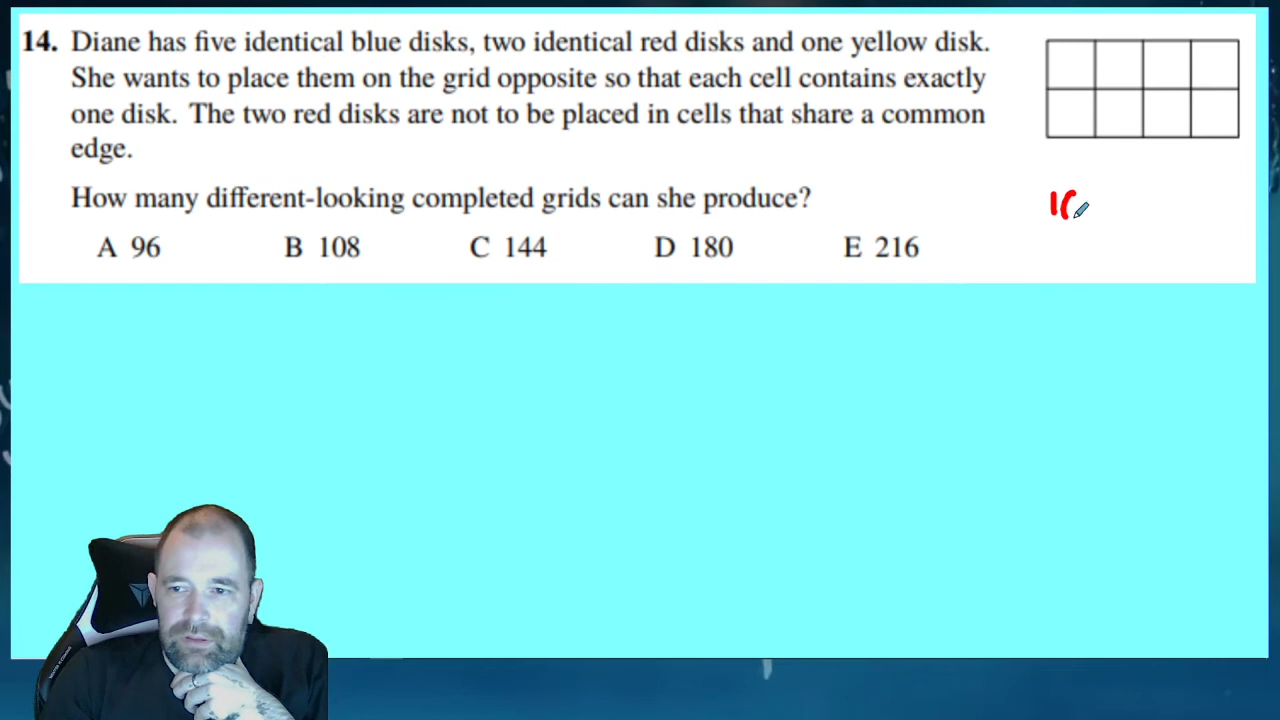 14. Diane has five identical blue disks, two identical red disks and one yellow disk.
She wants to place them on the grid opposite so that each cell contains exactly
one disk. The two red disks are not to be placed in cells that share a common
edge.
How many different-looking completed grids can she produce?
A 96 B 108 C 144 D 180 E 216